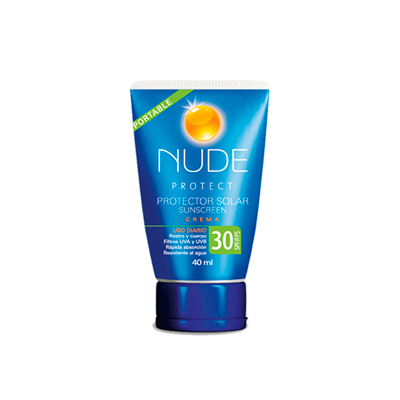 PORTABLE
NUDE
PROTECT
PROTECTOR SOLAR
SUNSCREEN
CREMA
USO DIARIO
Rostro y cuerpo
Filtros UVA y UVB
Rápida absorción
Resistente al agua
30
40 ml